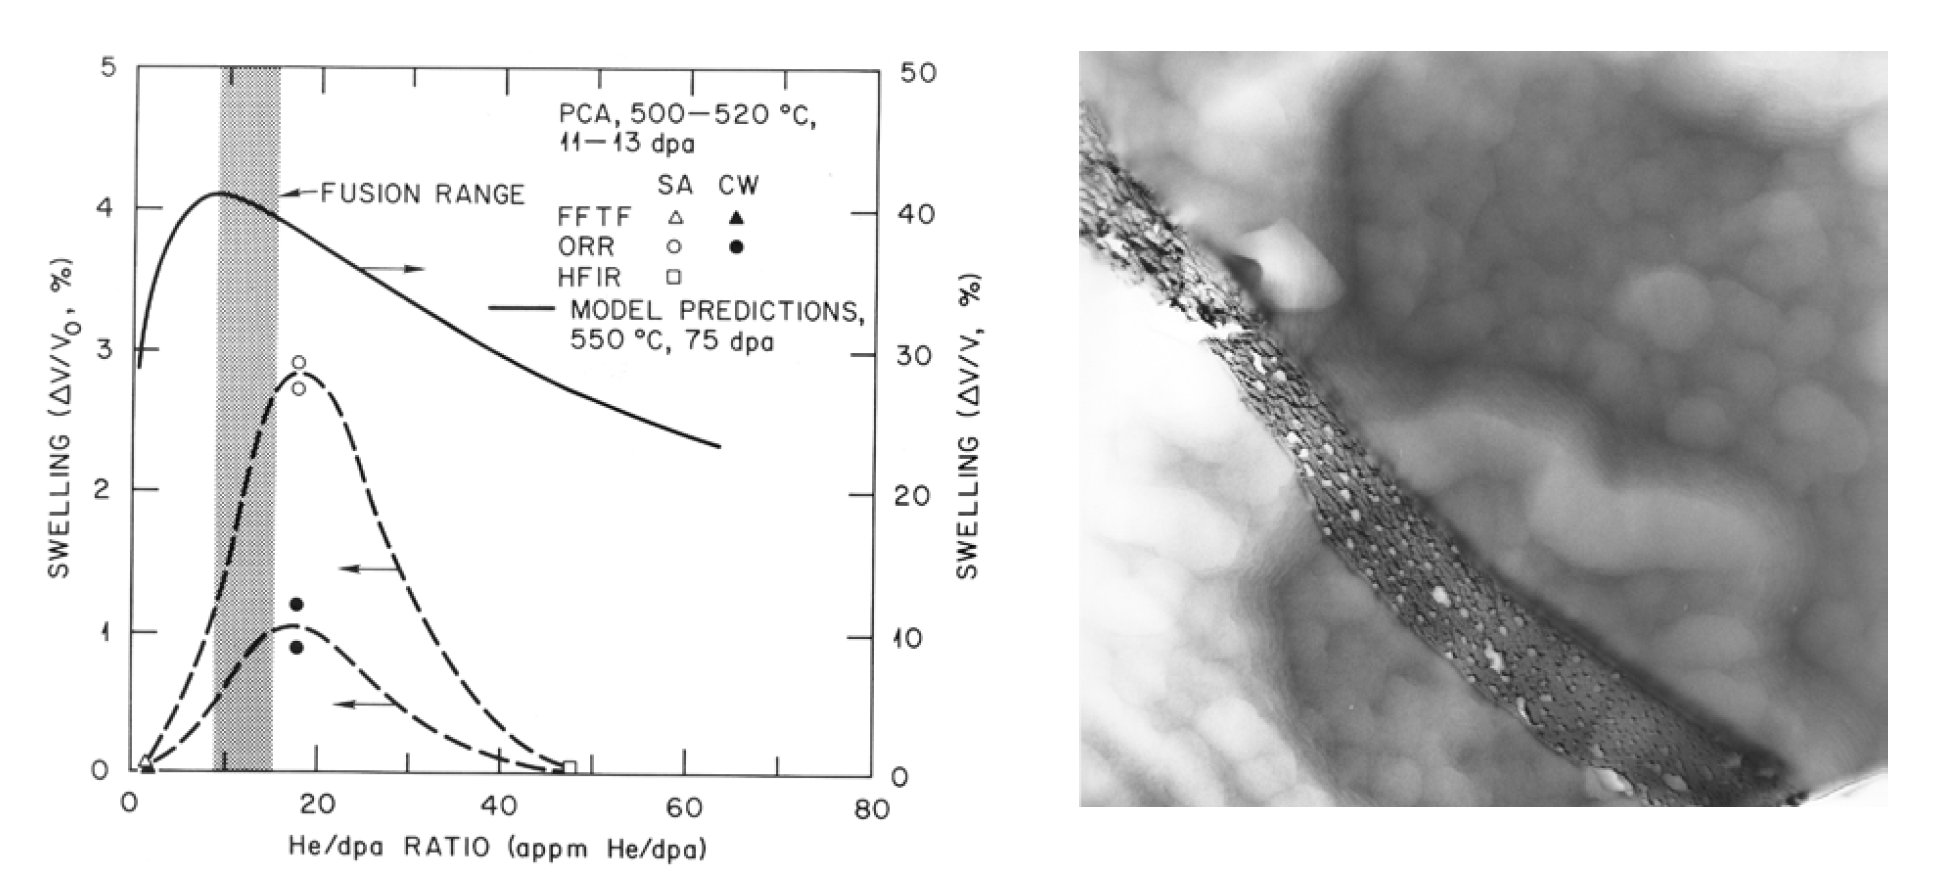 5
4
3
2
1
0
SWELLING (ΔV/V₀, %)
50
40
30
20
10
0
SWELLING (ΔV/V, %)
PCA, 500–520 °C,
11–13 dpa
SA CW
FFTF
ORR
HFIR
MODEL PREDICTIONS,
550 °C, 75 dpa
FUSION RANGE
0 20 40 60 80
He/dpa RATIO (appm He/dpa)